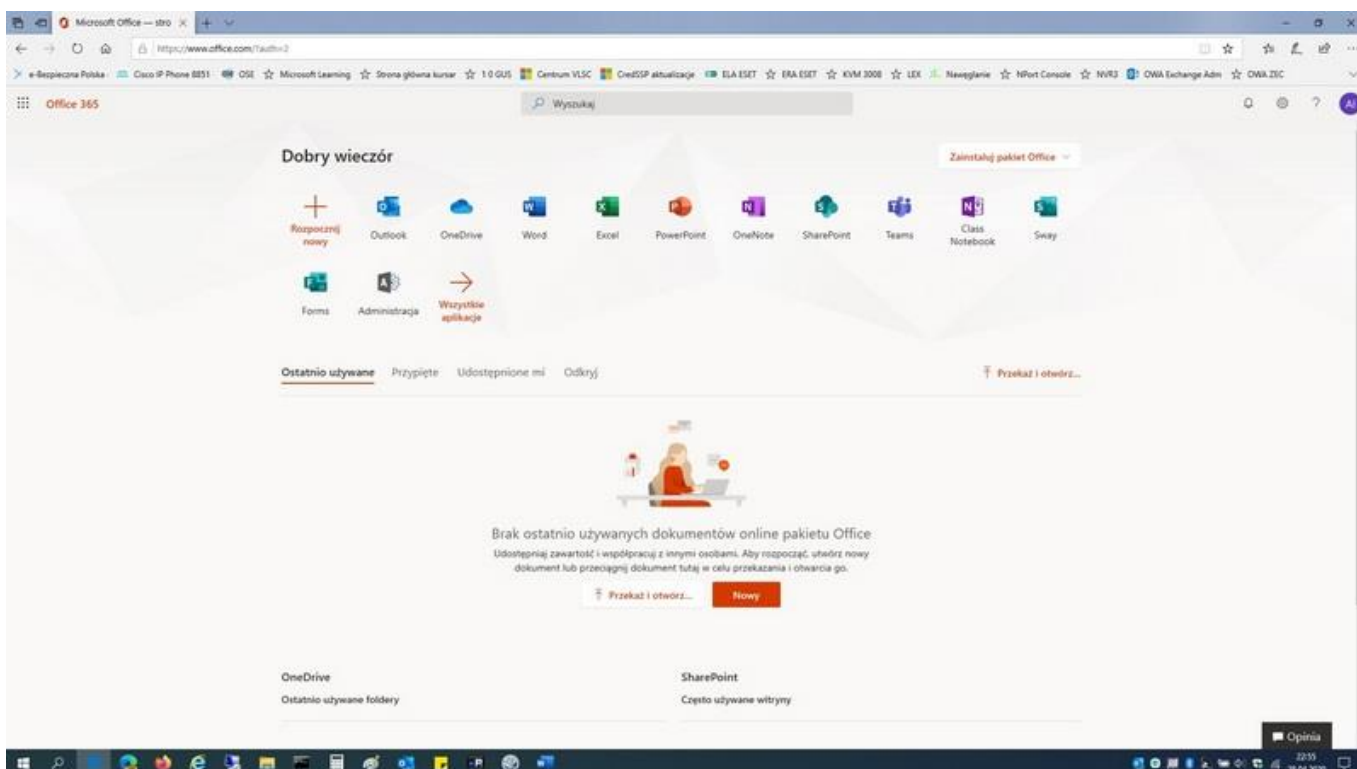 Microsoft Office — stro
https://www.office.com/?auth=2
e-Bezpieczna Polska
Cisco IP Phone 8851
OSE
Microsoft Learning
Strona główna kursar
1.0 GUS
Centrum VLSC
CredSSP aktualizacje
ELA ESET
ERA ESET
KVM 2008
LEX
Nawęglanie
NPort Console
NVR3
OWA Exchange Adm
OWA ZEC
Office 365
Wyszukaj
Dobry wieczór
Zainstaluj pakiet Office
Rozpocznij
nowy
Outlook
OneDrive
Word
Excel
PowerPoint
OneNote
SharePoint
Teams
Class
Notebook
Sway
Forms
Administracja
Wszystkie
aplikacje
Ostatnio używane
Przypięte
Udostępnione mi
Odkryj
Przekaż i otwórz...
Brak ostatnio używanych dokumentów online pakietu Office
Udostępniaj zawartość i współpracuj z innymi osobami. Aby rozpocząć, utwórz nowy
dokument lub przeciągnij dokument tutaj w celu przekazania i otwarcia go.
Przekaż i otwórz...
Nowy
OneDrive
Ostatnio używane foldery
SharePoint
Często używane witryny
Opinia
22:55